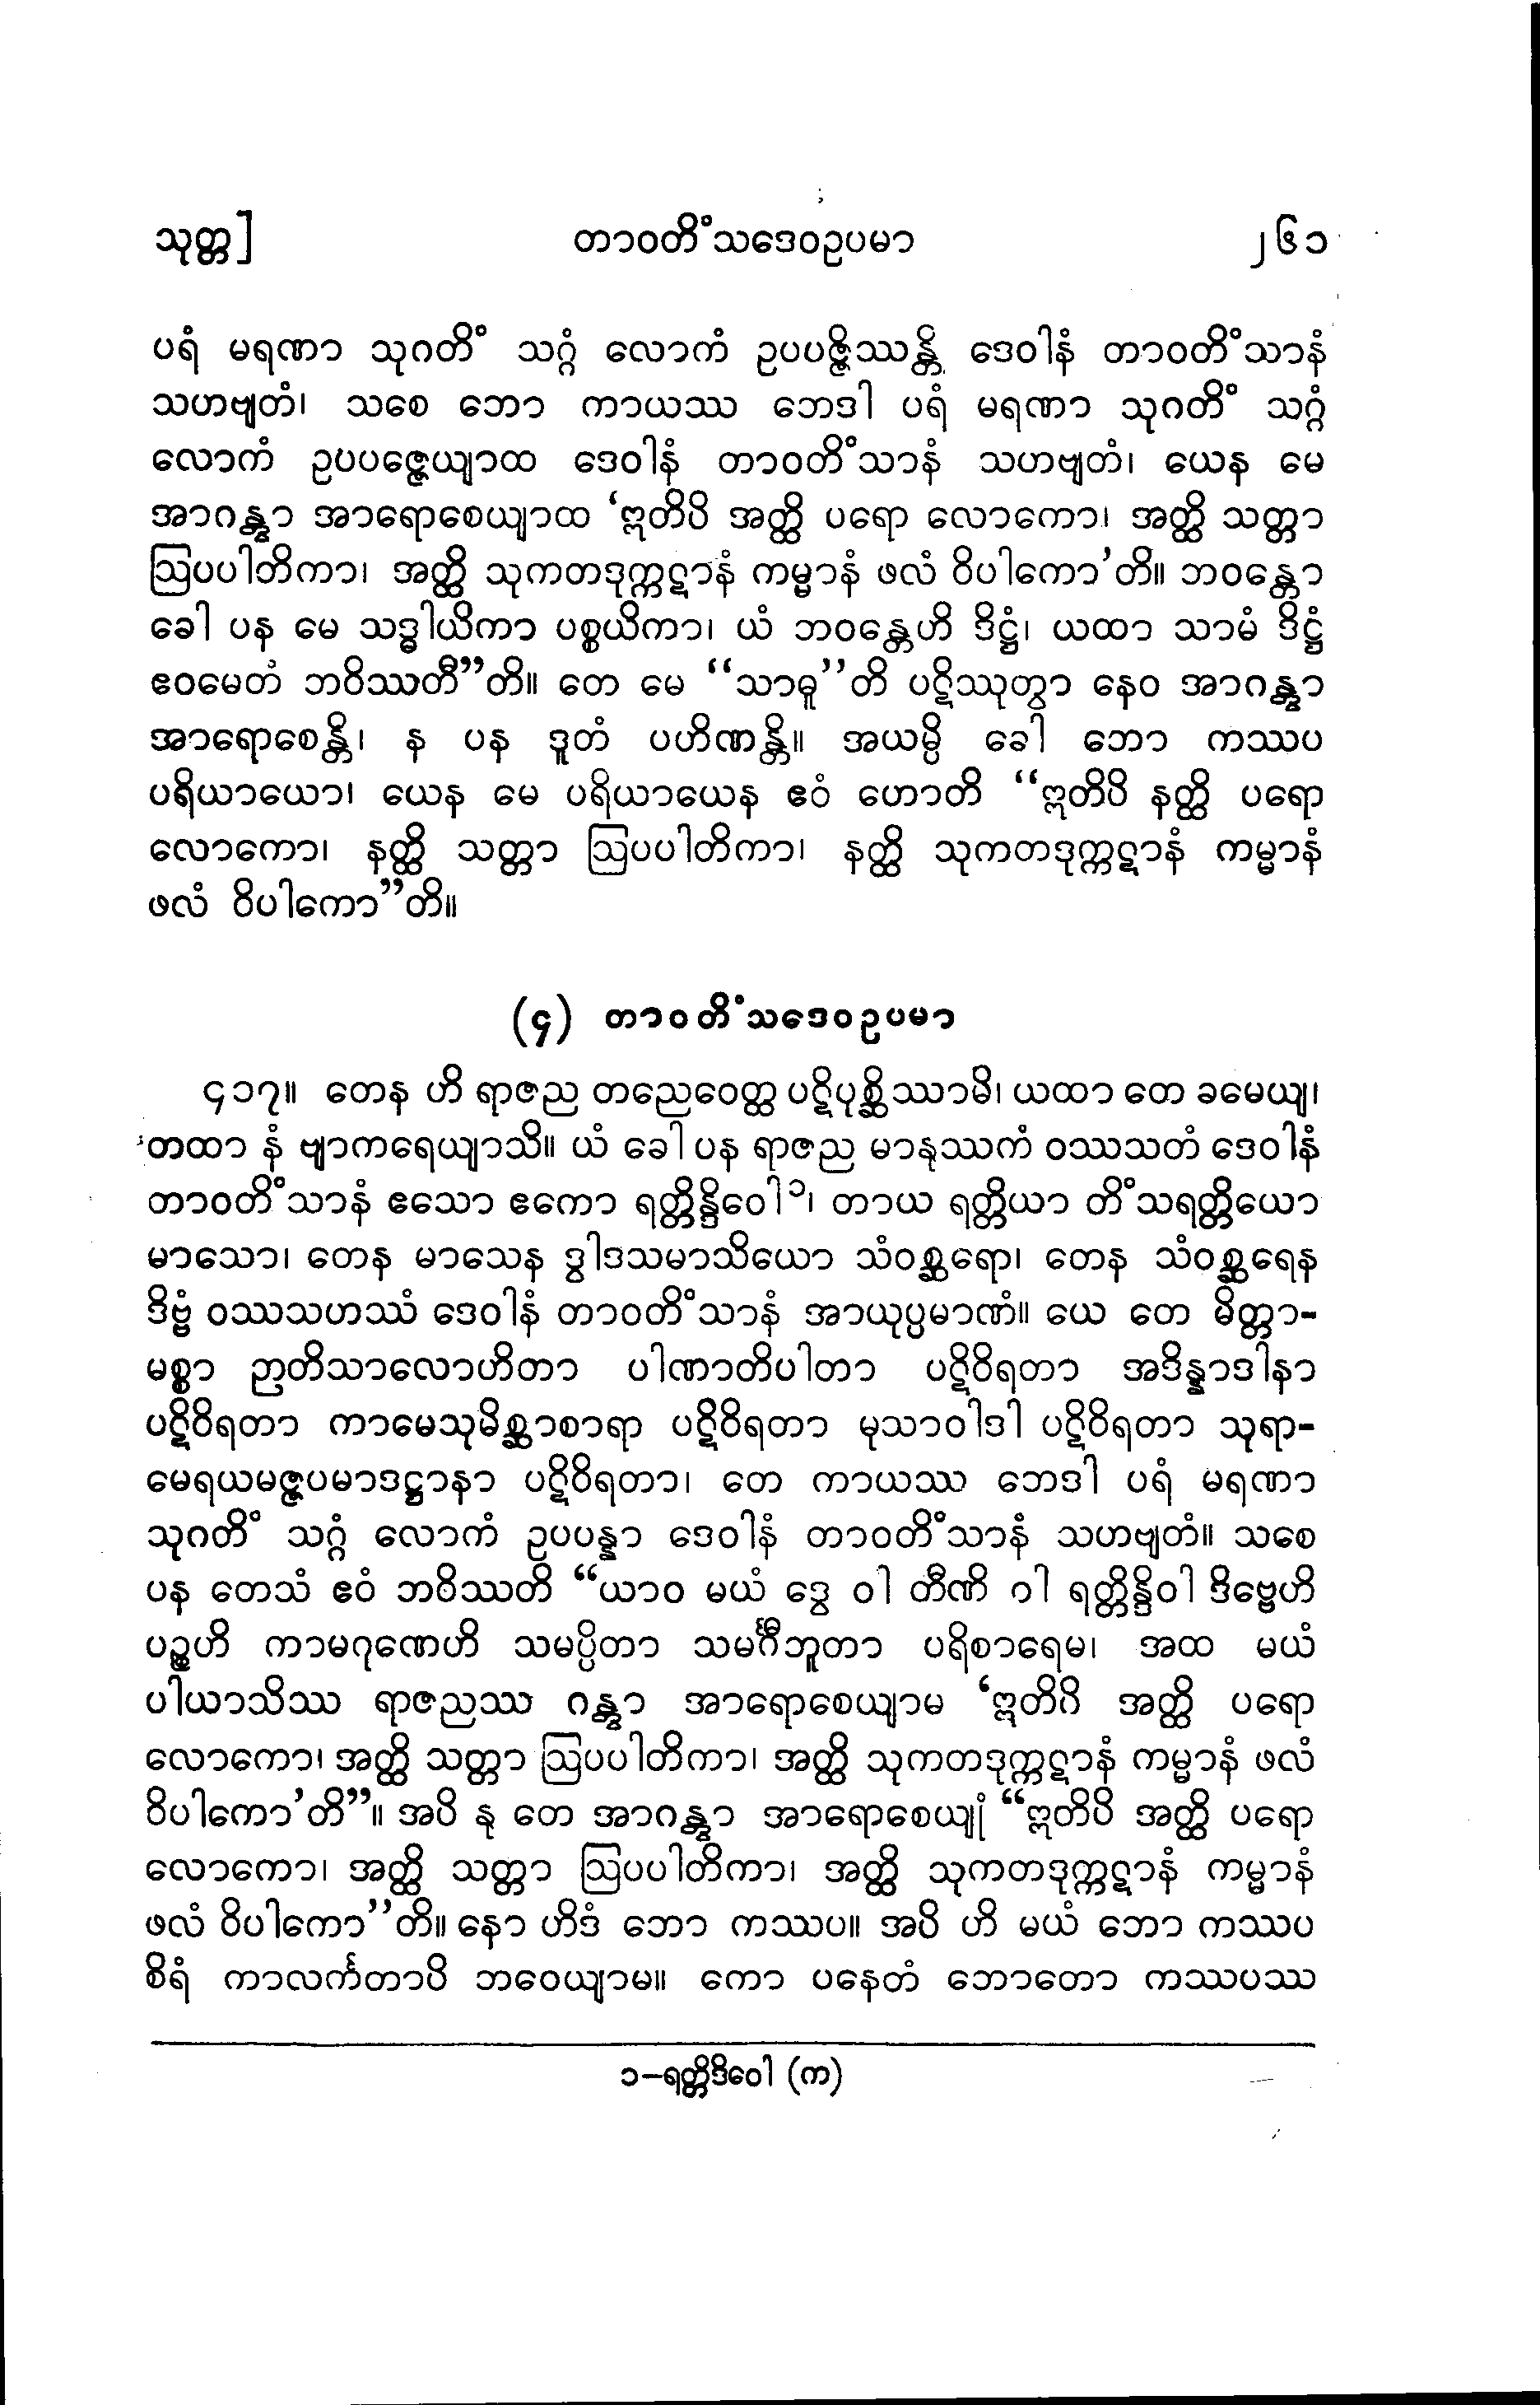 သုတ္တ] တာဝတိံသဒေဝဥပမာ ၂၆၁
ပရံ မရဏာ သုဂတိံ သဂ္ဂံ လောကံ ဥပပဇ္ဇိဿန္တိ ဒေဝါနံ တာဝတိံသာနံ
သဟဗျတံ၊ သစေ ဘော ကာယဿ ဘေဒါ ပရံ မရဏာ သုဂတိံ သဂ္ဂံ
လောကံ ဥပပဇ္ဇေယျာထ ဒေဝါနံ တာဝတိံသာနံ သဟဗျတံ၊ ယေန မေ
အာဂန္တွာ အာရောစေယျာထ ‘ဣတိပိ အတ္ထိ ပရော လောကော၊ အတ္ထိ သတ္တာ
ဩပပါတိကာ၊ အတ္ထိ သုကတဒုက္ကဋာနံ ကမ္မာနံ ဖလံ ဝိပါကော’တိ။ ဘဝန္တော
ခေါ ပန မေ သဒ္ဓါယိကာ ပစ္စယိကာ၊ ယံ ဘဝန္တေဟိ ဒိဋ္ဌံ၊ ယထာ သာမံ ဒိဋ္ဌံ
ဧဝမေတံ ဘဝိဿတီ”တိ။ တေ မေ “သာဓူ”တိ ပဋိဿုတွာ နေဝ အာဂန္တွာ
အာရောစေန္တိ၊ န ပန ဒူတံ ပဟိဏန္တိ။ အယမ္ပိ ခေါ ဘော ကဿပ
ပရိယာယော၊ ယေန မေ ပရိယာယေန ဧဝံ ဟောတိ “ဣတိပိ နတ္ထိ ပရော
လောကော၊ နတ္ထိ သတ္တာ ဩပပါတိကာ၊ နတ္ထိ သုကတဒုက္ကဋာနံ ကမ္မာနံ
ဖလံ ဝိပါကော”တိ။
(၄) တာဝတိံသဒေဝဥပမာ
၄၁၇။ တေန ဟိ ရာဇည တညေဝေတ္ထ ပဋိပုစ္ဆိဿာမိ၊ ယထာ တေ ခမေယျ၊
တထာ နံ ဗျာကရေယျာသိ။ ယံ ခေါ ပန ရာဇည မာနုဿကံ ဝဿသတံ ဒေဝါနံ
တာဝတိံသာနံ ဧသော ဧကော ရတ္တိန္ဒိဝေါ၁၊ တာယ ရတ္တိယာ တိံသရတ္တိယော
မာသော၊ တေန မာသေန ဒွါဒသမာသိယော သံဝစ္ဆရော၊ တေန သံဝစ္ဆရေန
ဒိဗ္ဗံ ဝဿသဟဿံ ဒေဝါနံ တာဝတိံသာနံ အာယုပ္ပမာဏံ။ ယေ တေ မိတ္တာ-
မစ္စာ ဉာတိသာလောဟိတာ ပါဏာတိပါတာ ပဋိဝိရတာ အဒိန္နာဒါနာ
ပဋိဝိရတာ ကာမေသုမိစ္ဆာစာရာ ပဋိဝိရတာ မုသာဝါဒါ ပဋိဝိရတာ သုရာ-
မေရယမဇ္ဇပမာဒဋ္ဌာနာ ပဋိဝိရတာ၊ တေ ကာယဿ ဘေဒါ ပရံ မရဏာ
သုဂတိံ သဂ္ဂံ လောကံ ဥပပန္နာ ဒေဝါနံ တာဝတိံသာနံ သဟဗျတံ။ သစေ
ပန တေသံ ဧဝံ ဘဝိဿတိ “ယာဝ မယံ ဒွေ ဝါ တီဏိ ဝါ ရတ္တိန္ဒိဝါ ဒိဗ္ဗေဟိ
ပဉ္စဟိ ကာမဂုဏေဟိ သမပ္ပိတာ သမင်္ဂီဘူတာ ပရိစာရေမ၊ အထ မယံ
ပါယာသိဿ ရာဇညဿ ဂန္တွာ အာရောစေယျာမ ‘ဣတိပိ အတ္ထိ ပရော
လောကော၊ အတ္ထိ သတ္တာ ဩပပါတိကာ၊ အတ္ထိ သုကတဒုက္ကဋာနံ ကမ္မာနံ ဖလံ
ဝိပါကော’တိ”။ အပိ နု တေ အာဂန္တွာ အာရောစေယျုံ “ဣတိပိ အတ္ထိ ပရော
လောကော၊ အတ္ထိ သတ္တာ ဩပပါတိကာ၊ အတ္ထိ သုကတဒုက္ကဋာနံ ကမ္မာနံ
ဖလံ ဝိပါကော”တိ။ နော ဟိဒံ ဘော ကဿပ။ အပိ ဟိ မယံ ဘော ကဿပ
စိရံ ကာလင်္ကတာပိ ဘဝေယျာမ။ ကော ပနေတံ ဘောတော ကဿပဿ
၁−ရတ္တိဒိဝေါ (က)